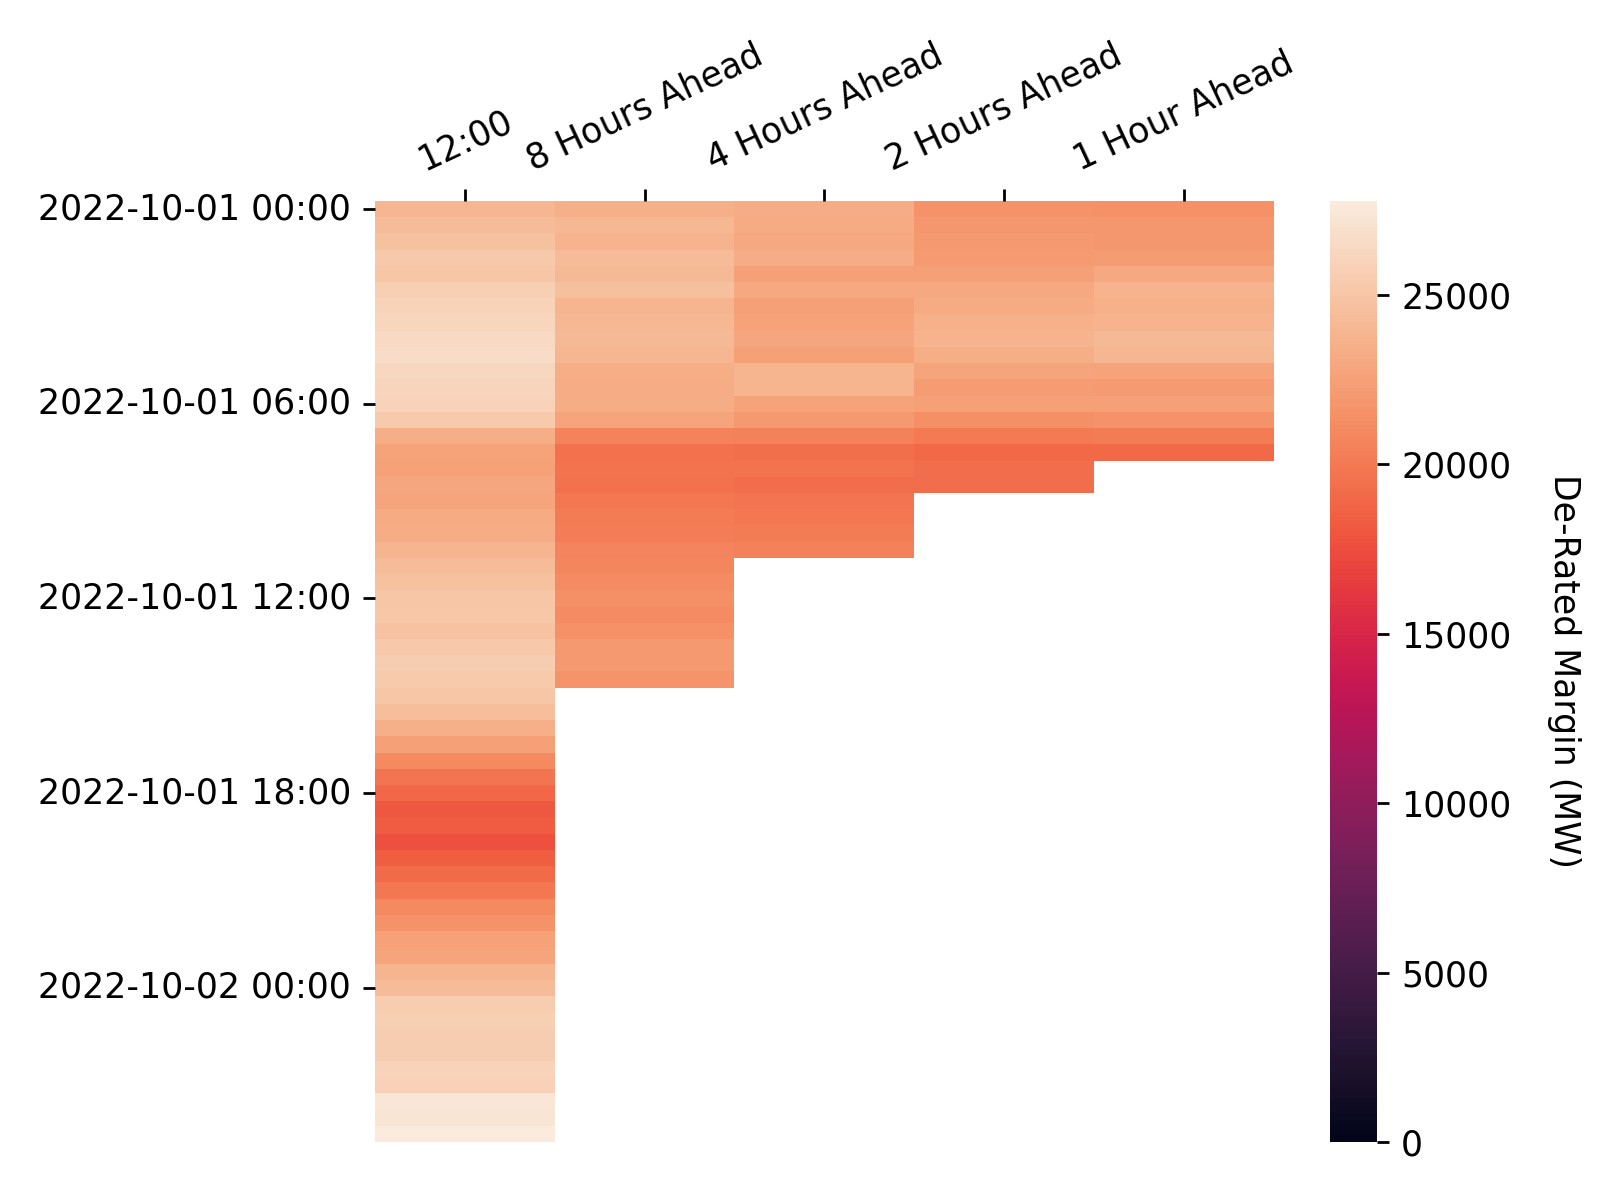 12:00
8 Hours Ahead
4 Hours Ahead
2 Hours Ahead
1 Hour Ahead
2022-10-01 00:00
2022-10-01 06:00
2022-10-01 12:00
2022-10-01 18:00
2022-10-02 00:00
25000
20000
15000
10000
5000
0
De-Rated Margin (MW)